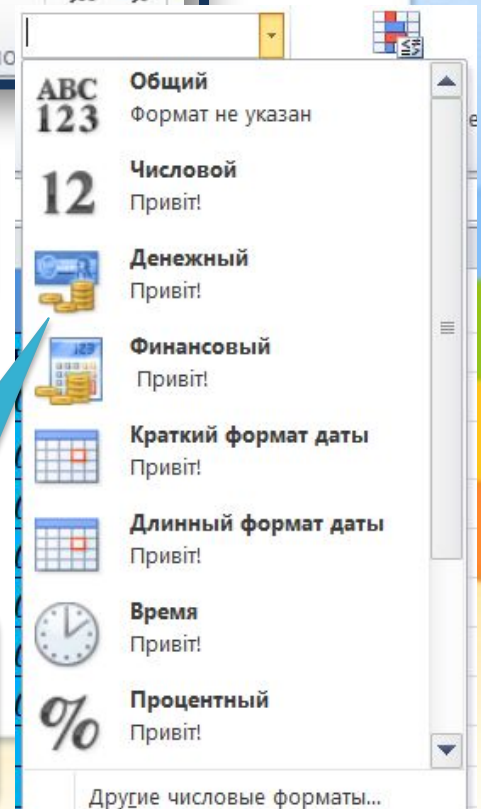 ABC
123
Общий
Формат не указан
12
Числовой
Привіт!
Денежный
Привіт!
123
Финансовый
Привіт!
Краткий формат даты
Привіт!
Длинный формат даты
Привіт!
Время
Привіт!
%
Процентный
Привіт!
Другие числовые форматы...